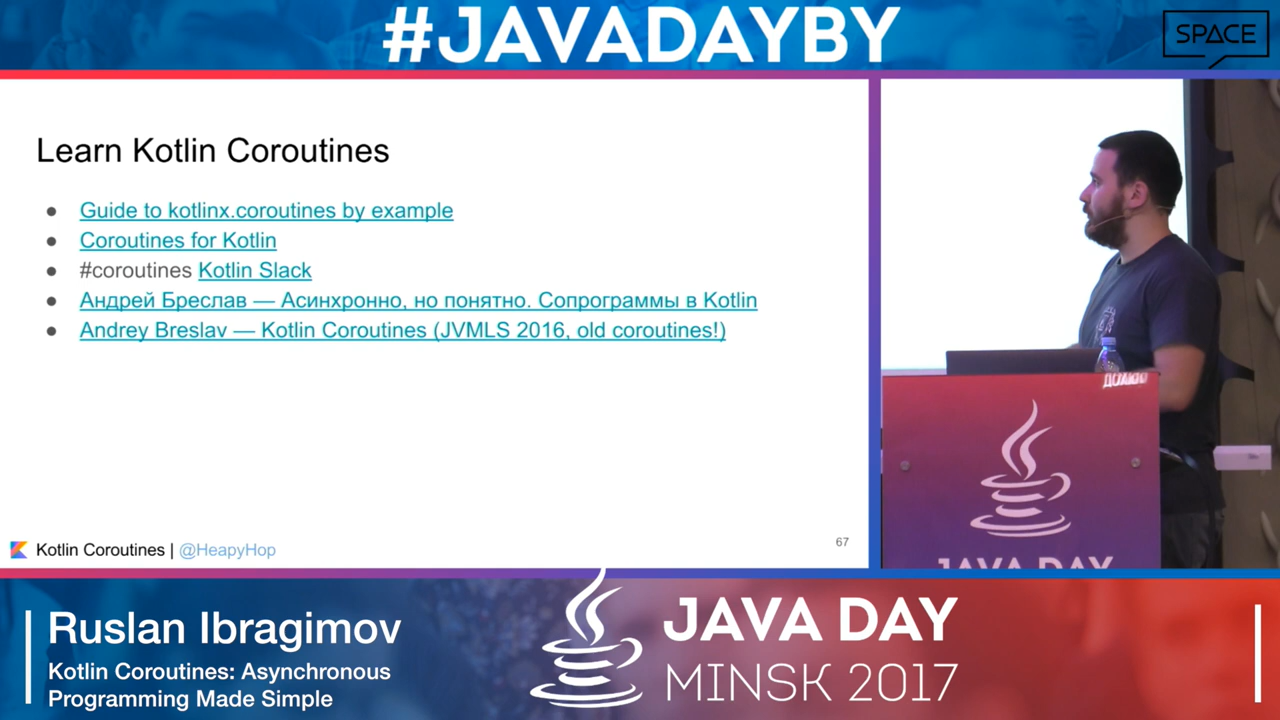 #JAVADAYBY
SPACE
Learn Kotlin Coroutines
● Guide to kotlinx.coroutines by example
● Coroutines for Kotlin
● #coroutines Kotlin Slack
● Андрей Бреслав — Асинхронно, но понятно. Сопрограммы в Kotlin
● Andrey Breslav — Kotlin Coroutines (JVMLS 2016, old coroutines!)
Kotlin Coroutines | @HeapyHop
67
JAVA DAY
Ruslan Ibragimov
Kotlin Coroutines: Asynchronous
Programming Made Simple
JAVA DAY
MINSK 2017